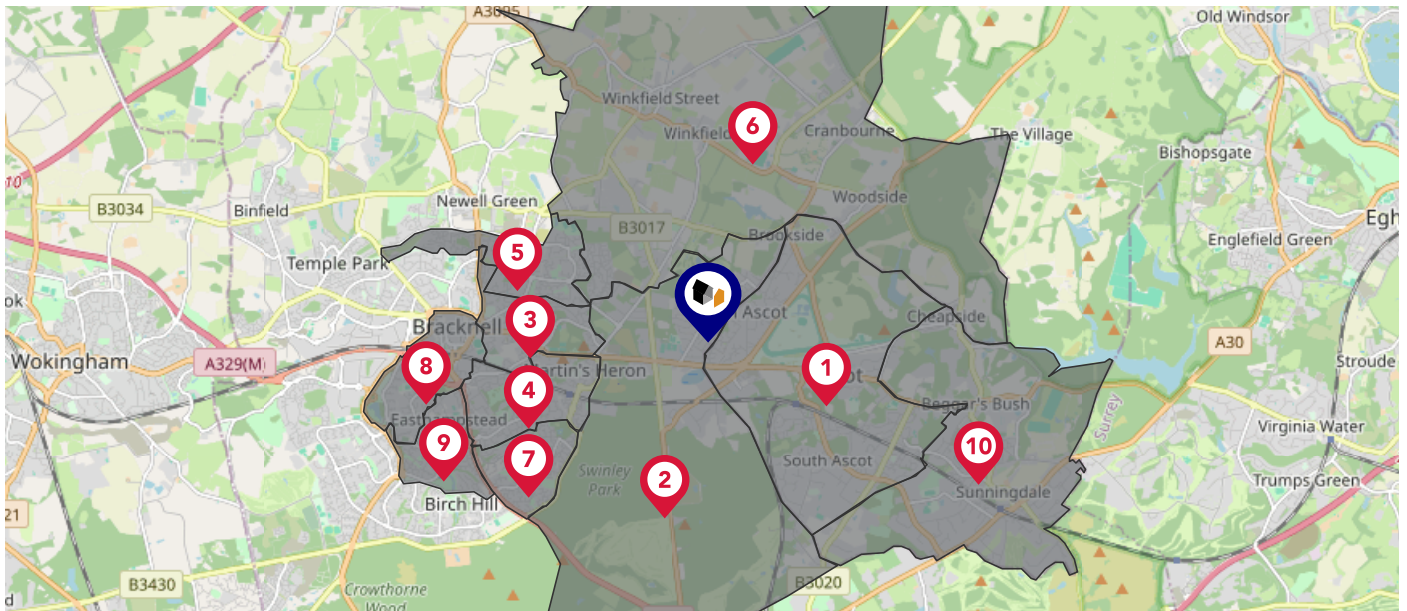 A3095
Old Windsor
Winkfield Street
Winkfield
6
Cranbourne
The Village
Bishopsgate
10
B3034
Binfield
Newell Green
Woodside
B3017
Brookside
Egh
Englefield Green
5
Temple Park
ok
Bracknell
3
Ascot
Cheapside
A30
Wokingham
A329(M)
8
Martin's Heron
1
Stroude
4
Beggar's Bush
Surrey
Easthampstead
9
7
10
Virginia Water
South Ascot
Swinley
Park
2
Trumps Green
Sunningdale
Birch Hill
21
B3430
B3020
Crowthorne
Wood
d